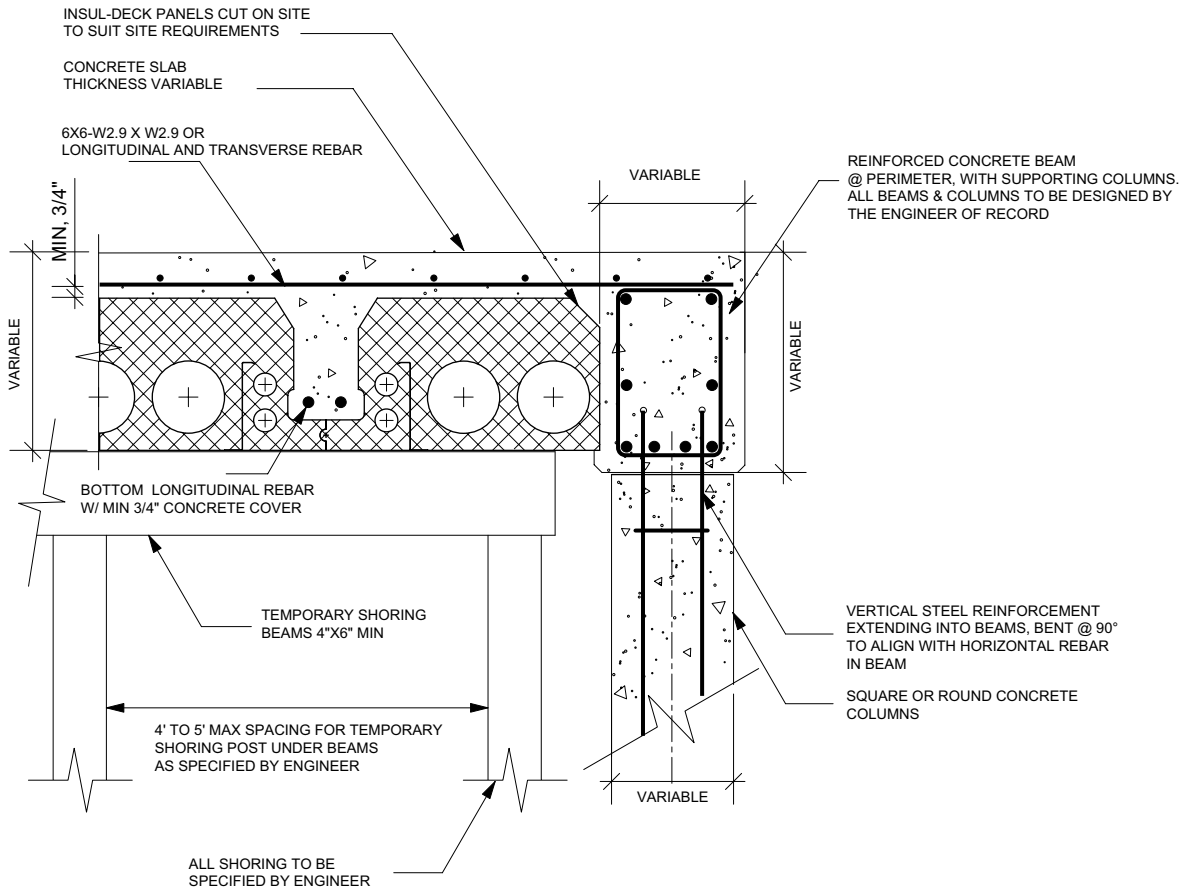 INSUL-DECK PANELS CUT ON SITE
TO SUIT SITE REQUIREMENTS
CONCRETE SLAB
THICKNESS VARIABLE
6X6-W2.9 X W2.9 OR
LONGITUDINAL AND TRANSVERSE REBAR
MIN, 3/4"
VARIABLE
VARIABLE
REINFORCED CONCRETE BEAM
@ PERIMETER, WITH SUPPORTING COLUMNS.
ALL BEAMS & COLUMNS TO BE DESIGNED BY
THE ENGINEER OF RECORD
VARIABLE
BOTTOM LONGITUDINAL REBAR
W/ MIN 3/4" CONCRETE COVER
TEMPORARY SHORING
BEAMS 4"X6" MIN
VERTICAL STEEL REINFORCEMENT
EXTENDING INTO BEAMS, BENT @ 90°
TO ALIGN WITH HORIZONTAL REBAR
IN BEAM
SQUARE OR ROUND CONCRETE
COLUMNS
4' TO 5' MAX SPACING FOR TEMPORARY
SHORING POST UNDER BEAMS
AS SPECIFIED BY ENGINEER
VARIABLE
ALL SHORING TO BE
SPECIFIED BY ENGINEER